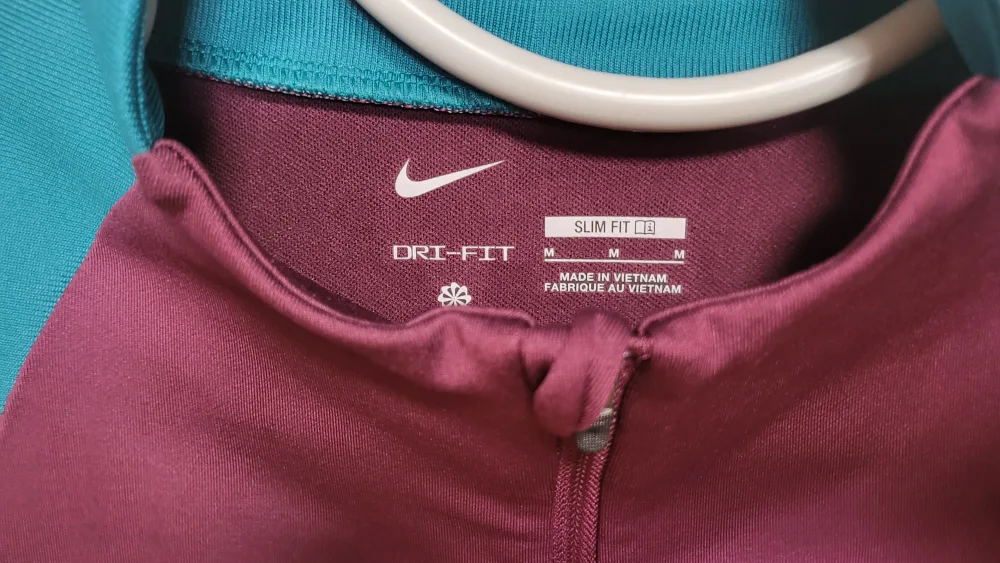 DRI-FIT
SLIM FIT
M M M
MADE IN VIETNAM
FABRIQUE AU VIETNAM